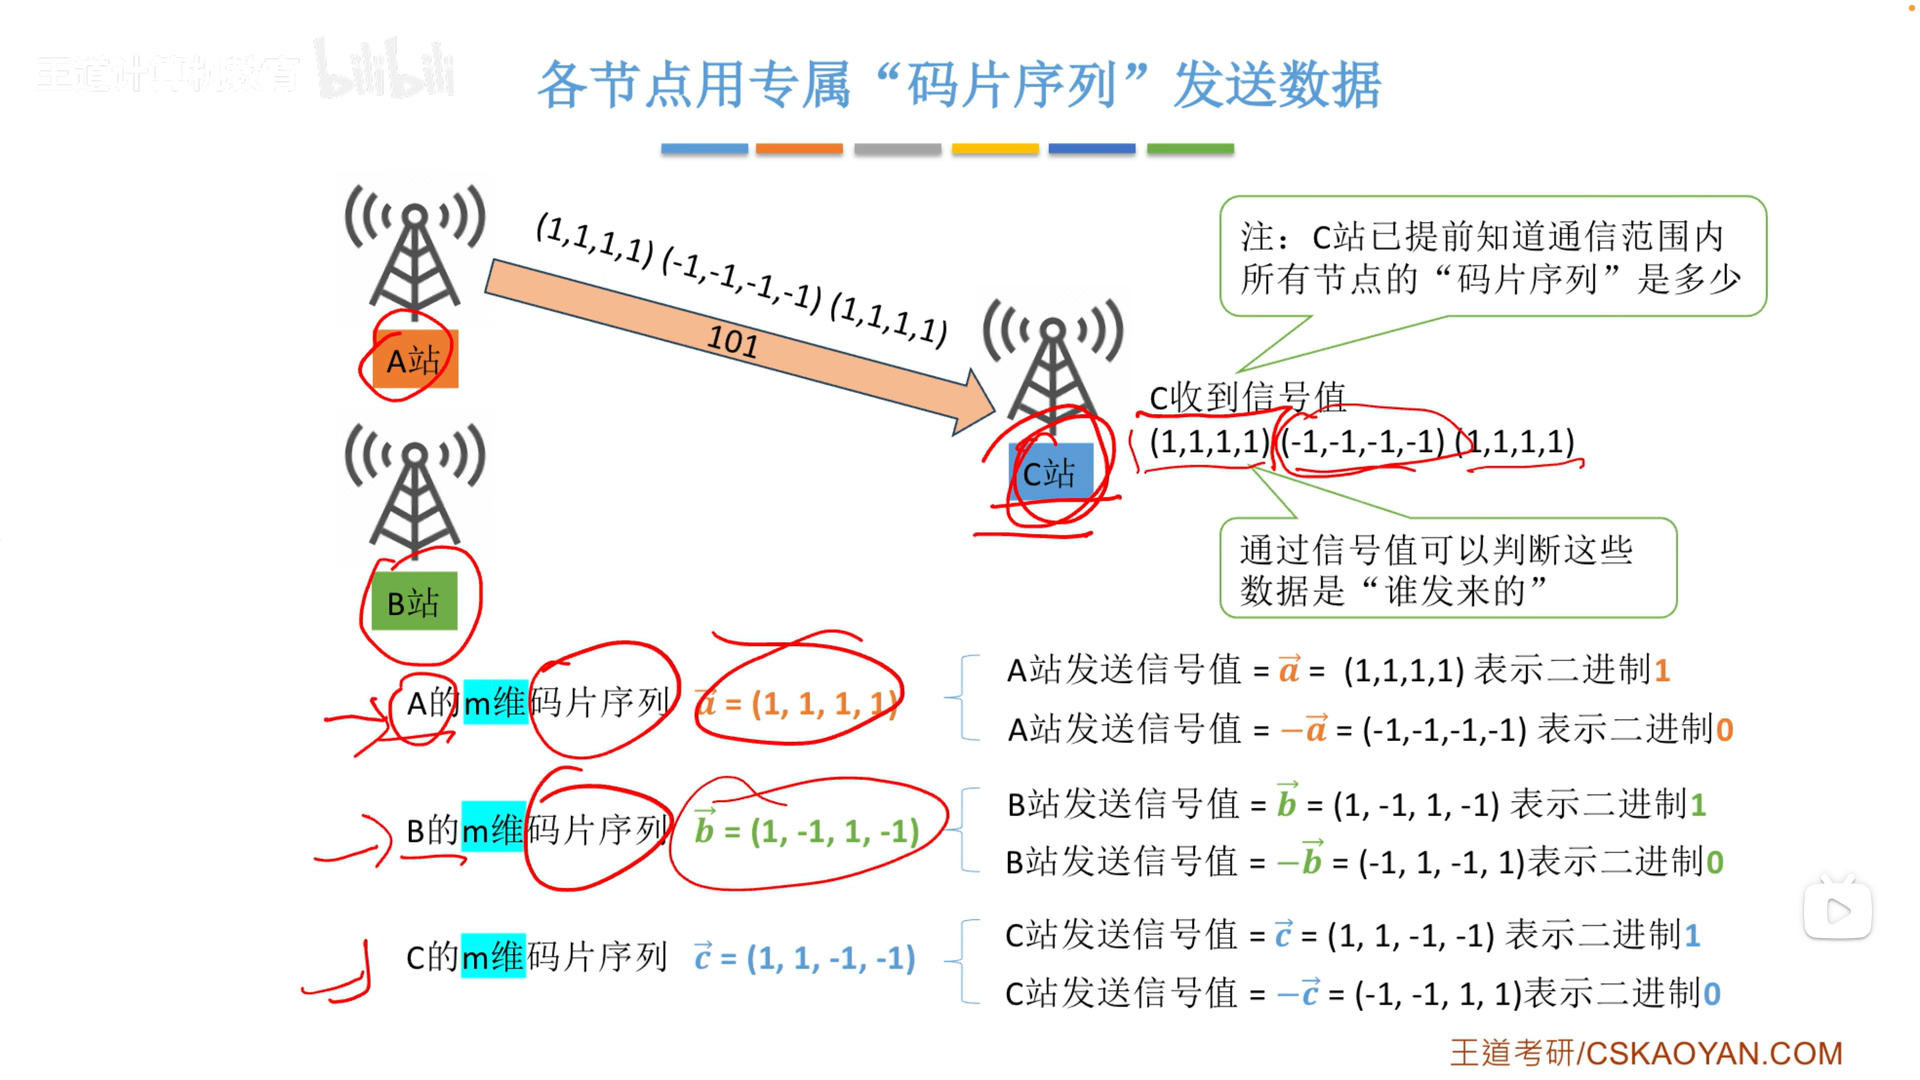 王道计算机教育 bilibili
各节点用专属“码片序列”发送数据
(1,1,1,1) (-1,-1,-1,-1) (1,1,1,1)
101
A站
B站
C站
注：C站已提前知道通信范围内
所有节点的“码片序列”是多少
C收到信号值
(1,1,1,1) (-1,-1,-1,-1) (1,1,1,1)
通过信号值可以判断这些
数据是“谁发来的”
A的m维码片序列 a⃗ = (1, 1, 1, 1)
A站发送信号值 = a⃗ = (1,1,1,1) 表示二进制1
A站发送信号值 = −a⃗ = (-1,-1,-1,-1) 表示二进制0
B的m维码片序列 b⃗ = (1, -1, 1, -1)
B站发送信号值 = b⃗ = (1, -1, 1, -1) 表示二进制1
B站发送信号值 = −b⃗ = (-1, 1, -1, 1)表示二进制0
C的m维码片序列 c⃗ = (1, 1, -1, -1)
C站发送信号值 = c⃗ = (1, 1, -1, -1) 表示二进制1
C站发送信号值 = −c⃗ = (-1, -1, 1, 1)表示二进制0
王道考研/CSKAOYAN.COM